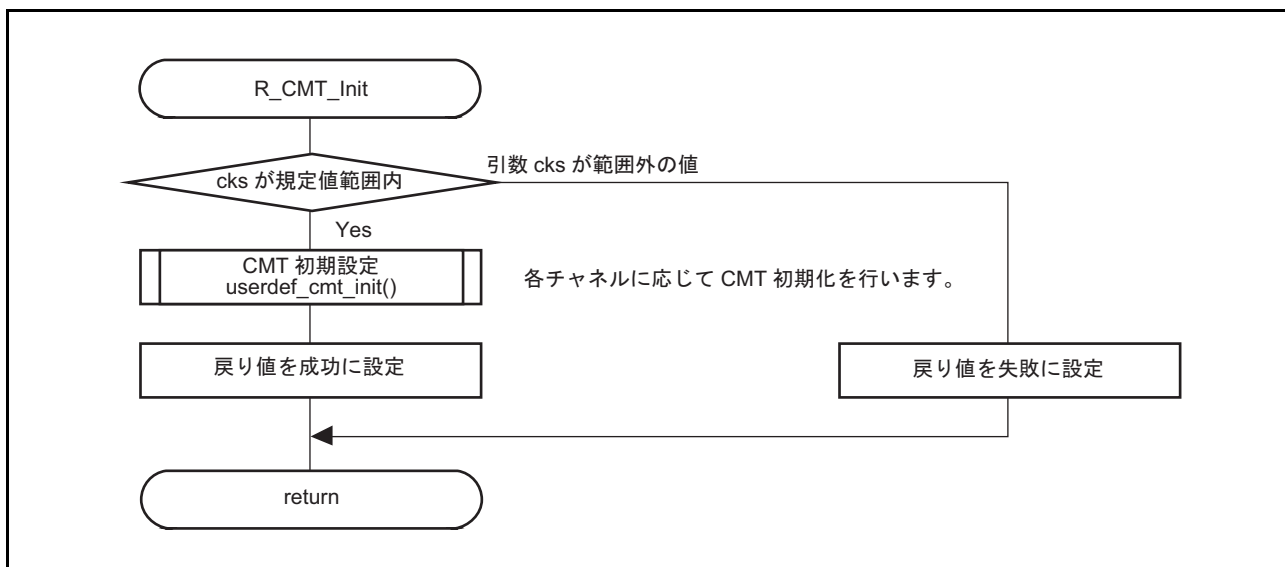 R_CMT_Init
引数 cks が範囲外の値
cks が規定値範囲内
Yes
CMT 初期設定
userdef_cmt_init()
各チャネルに応じて CMT 初期化を行います。
戻り値を成功に設定
戻り値を失敗に設定
return